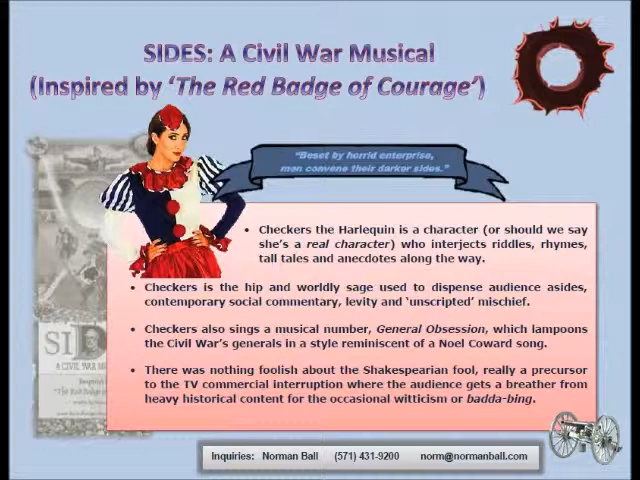 SIDES: A Civil War Musical
(Inspired by ‘The Red Badge of Courage’)
“Beset by horrid enterprise,
men convene their darker sides.”
• Checkers the Harlequin is a character (or should we say
she’s a real character) who interjects riddles, rhymes,
tall tales and anecdotes along the way.
• Checkers is the hip and worldly sage used to dispense audience asides,
contemporary social commentary, levity and ‘unscripted’ mischief.
• Checkers also sings a musical number, General Obsession, which lampoons
the Civil War’s generals in a style reminiscent of a Noel Coward song.
• There was nothing foolish about the Shakespearian fool, really a precursor
to the TV commercial interruption where the audience gets a breather from
heavy historical content for the occasional witticism or bada-bing.
SID
A CIVIL WAR MUSIC
Inquiries: Norman Ball (571) 431-9200 norm@normanball.com